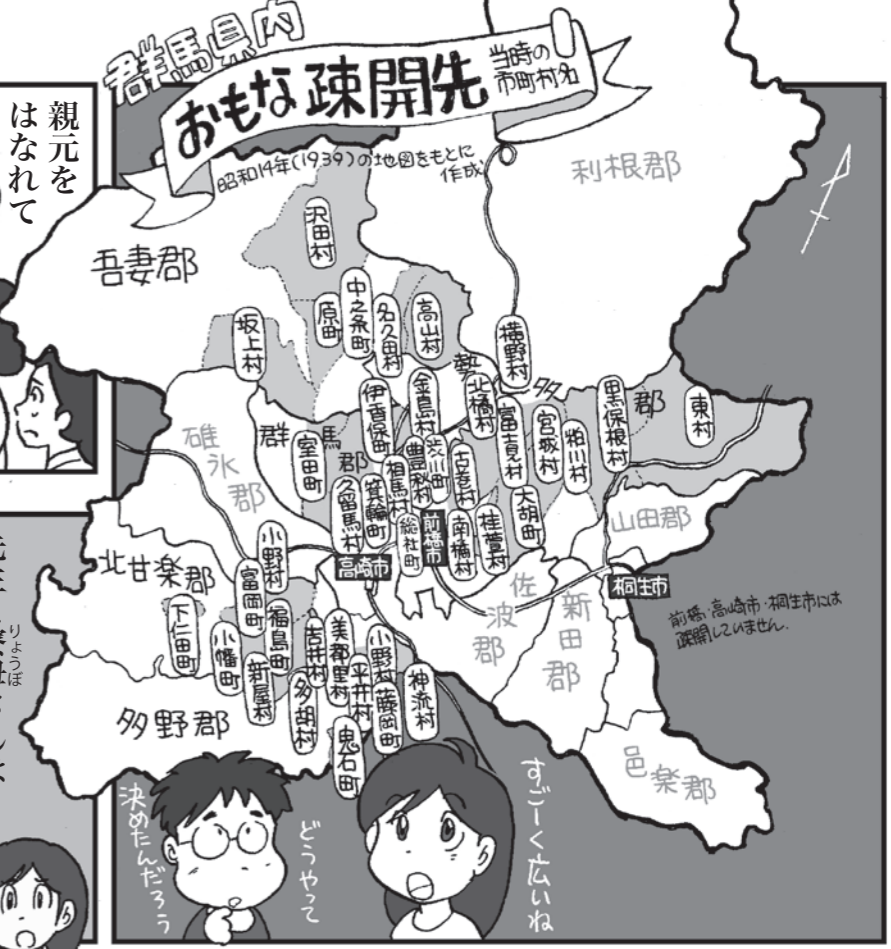 群馬県内
おもな疎開先
当時の
市町村名
昭和14年(1939)の地図をもとに
作成
親元を
はなれて
利根郡
吾妻郡
沢田村
中之条町
原町
名久田村
高山村
坂上村
横野村
勢多郡
北橘村
金島村
伊香保町
富士見村
宮城村
粕川村
黒保根村
東村
群馬郡
室田町
碓氷郡
豊秋村
渋川町
古巻村
相馬村
箕輪町
久留馬村
総社町
前橋市
南橘村
桂萱村
大胡町
山田郡
高崎市
桐生市
小野村
北甘楽郡
富岡町
福島町
下仁田町
小幡町
新屋村
吉井町
多胡村
美九里村
平井村
小野村
藤岡町
神流村
鬼石町
多野郡
佐波郡
新田郡
邑楽郡
前橋・高崎市・桐生市には
疎開していません.
すごーく広いね
どうやって
決めたんだろう
りょうぼ